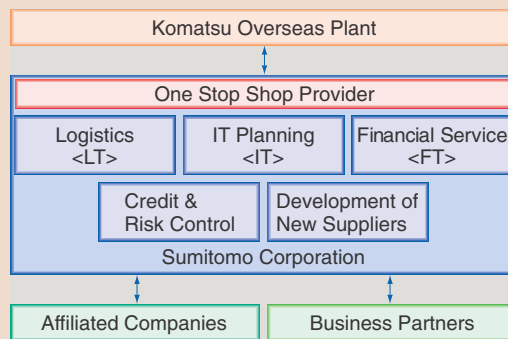 Komatsu Overseas Plant
One Stop Shop Provider
Logistics
<LT>
IT Planning
<IT>
Financial Service
<FT>
Credit &
Risk Control
Development of
New Suppliers
Sumitomo Corporation
Affiliated Companies
Business Partners